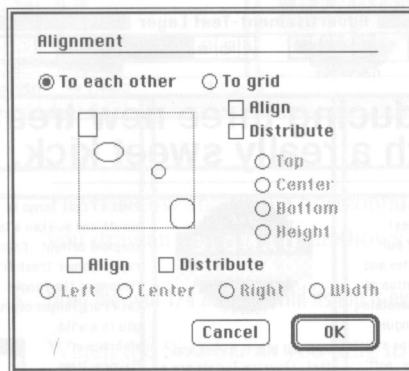 Alignment
To each other To grid
Align
Distribute
Top
Center
Bottom
Height
Align Distribute
Left Center Right Width
Cancel OK